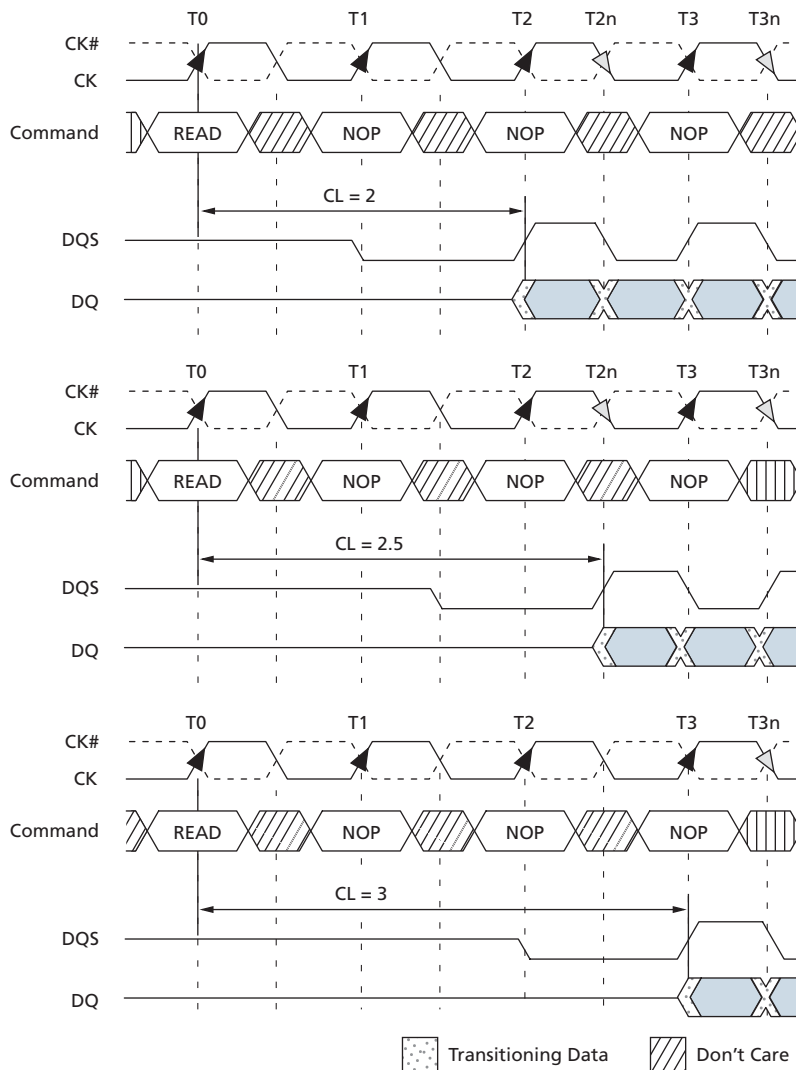 T0 T1 T2 T2n T3 T3n
CK#
CK
Command READ NOP NOP NOP
CL = 2
DQS
DQ
T0 T1 T2 T2n T3 T3n
CK#
CK
Command READ NOP NOP NOP
CL = 2.5
DQS
DQ
T0 T1 T2 T3 T3n
CK#
CK
Command READ NOP NOP NOP
CL = 3
DQS
DQ
Transitioning Data Don't Care